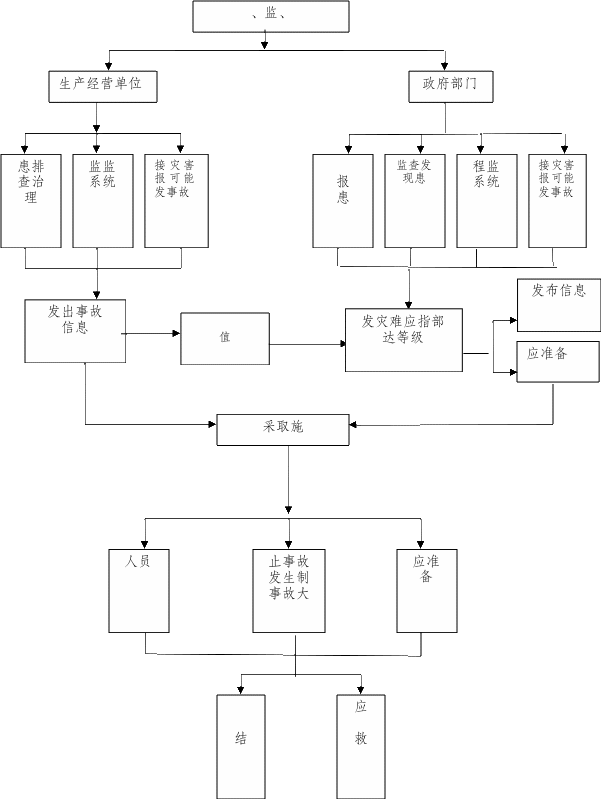 、监、
生产经营单位
政府部门
患排
查治
理
监监
系统
接灾害
报可能
发事故
报
患
监查发
现患
程监
系统
接灾害
报可能
发事故
发出事故
信息
值
发灾难应指部
达等级
发布信息
应准备
采取施
人员
止事故
发生制
事故大
应准
备
结
应
救